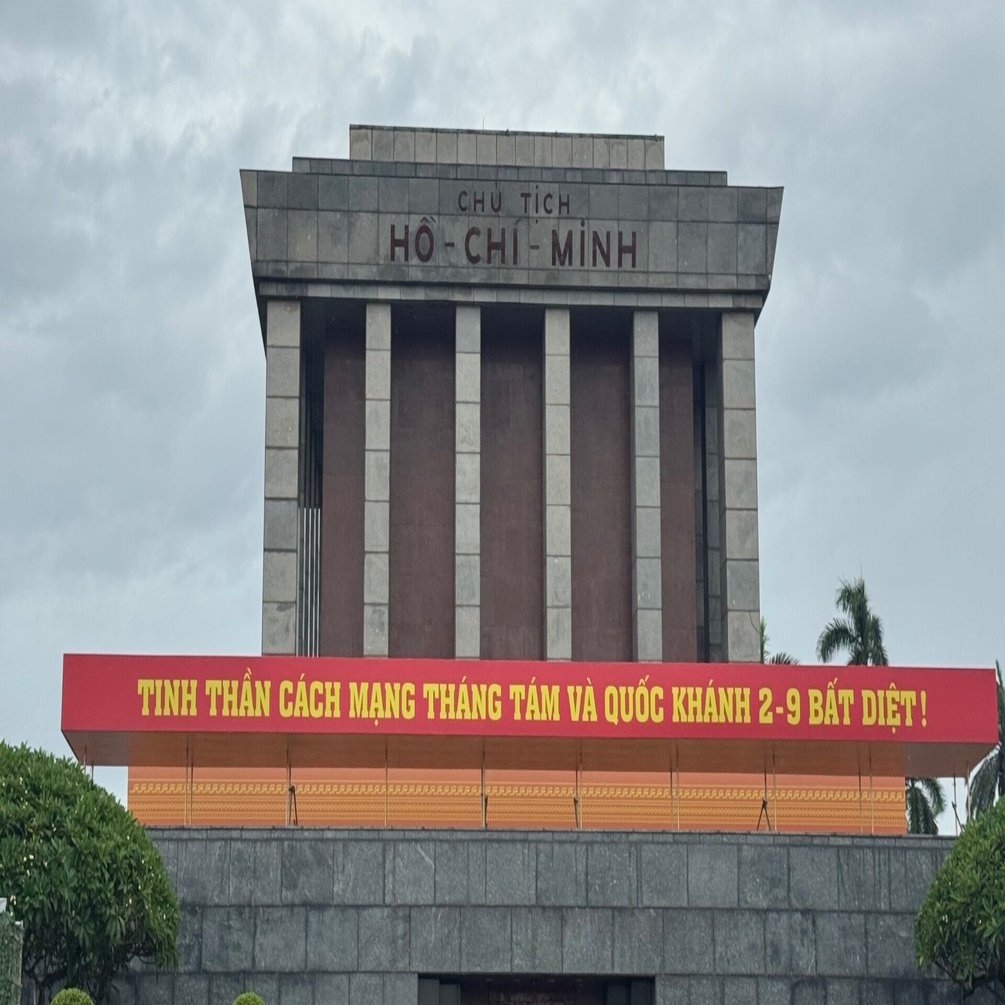 CHỦ TỊCH
HỒ-CHÍ-MINH
TINH THẦN CÁCH MẠNG THÁNG TÁM VÀ QUỐC KHÁNH 2-9 BẤT DIỆT!